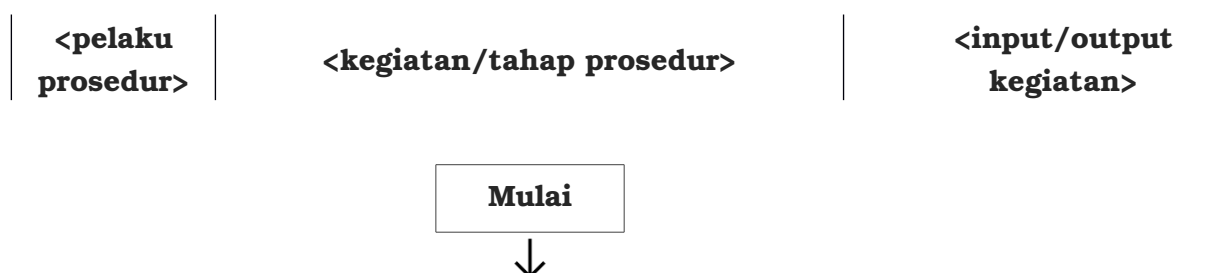 <pelaku
prosedur>
<kegiatan/tahap prosedur>
<input/output
kegiatan>
Mulai